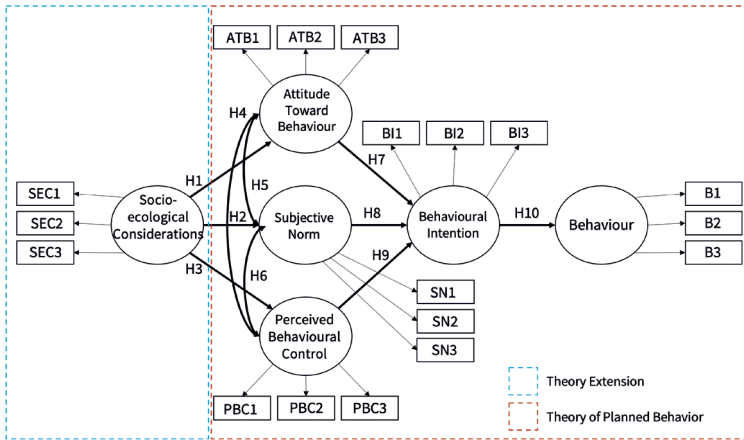 ATB1
ATB2
ATB3
Attitude
Toward
Behaviour
H4
BI1
BI2
BI3
H7
H1
H5
SEC1
SEC2
SEC3
Socio-
ecological
Considerations
H2
Subjective
Norm
H8
Behavioural
Intention
H10
Behaviour
B1
B2
B3
H3
H6
H9
SN1
SN2
SN3
Perceived
Behavioural
Control
PBC1
PBC2
PBC3
Theory Extension
Theory of Planned Behavior